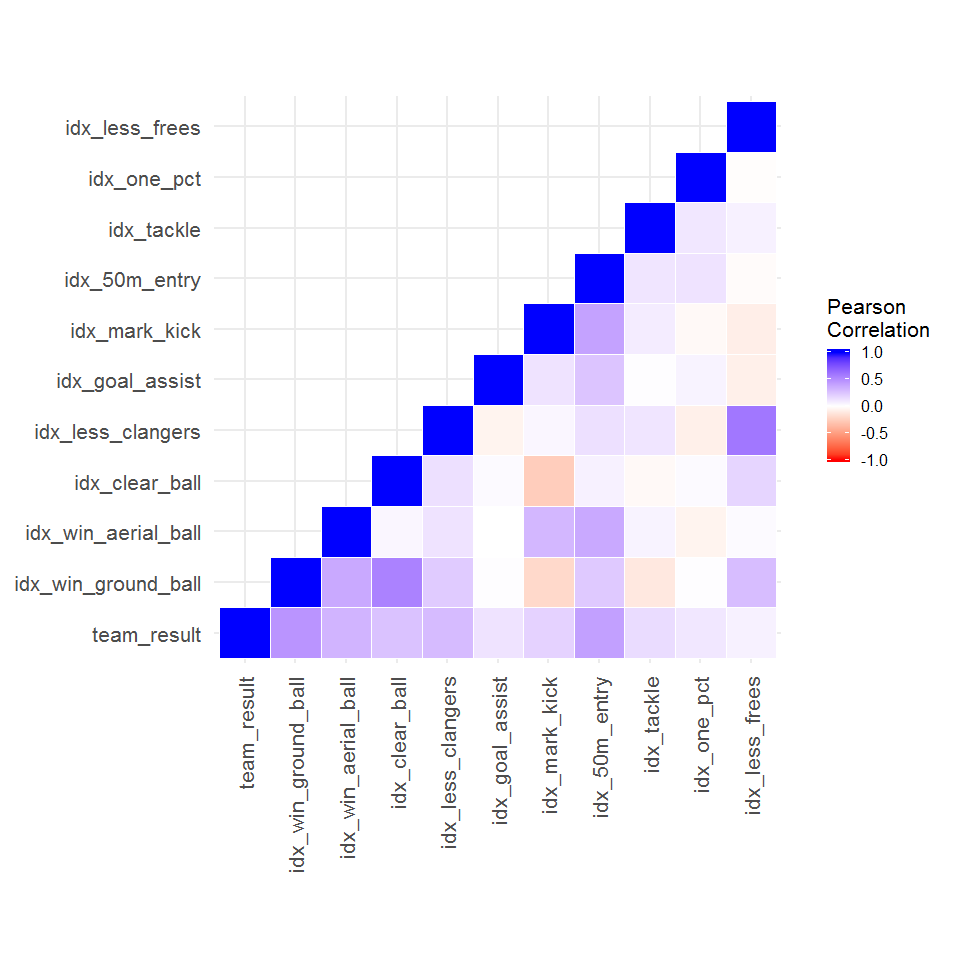 idx_less_frees
idx_one_pct
idx_tackle
idx_50m_entry
idx_mark_kick
idx_goal_assist
idx_less_clangers
idx_clear_ball
idx_win_aerial_ball
idx_win_ground_ball
team_result
team_result
idx_win_ground_ball
idx_win_aerial_ball
idx_clear_ball
idx_less_clangers
idx_goal_assist
idx_mark_kick
idx_50m_entry
idx_tackle
idx_one_pct
idx_less_frees
Pearson
Correlation
1.0
0.5
0.0
-0.5
-1.0